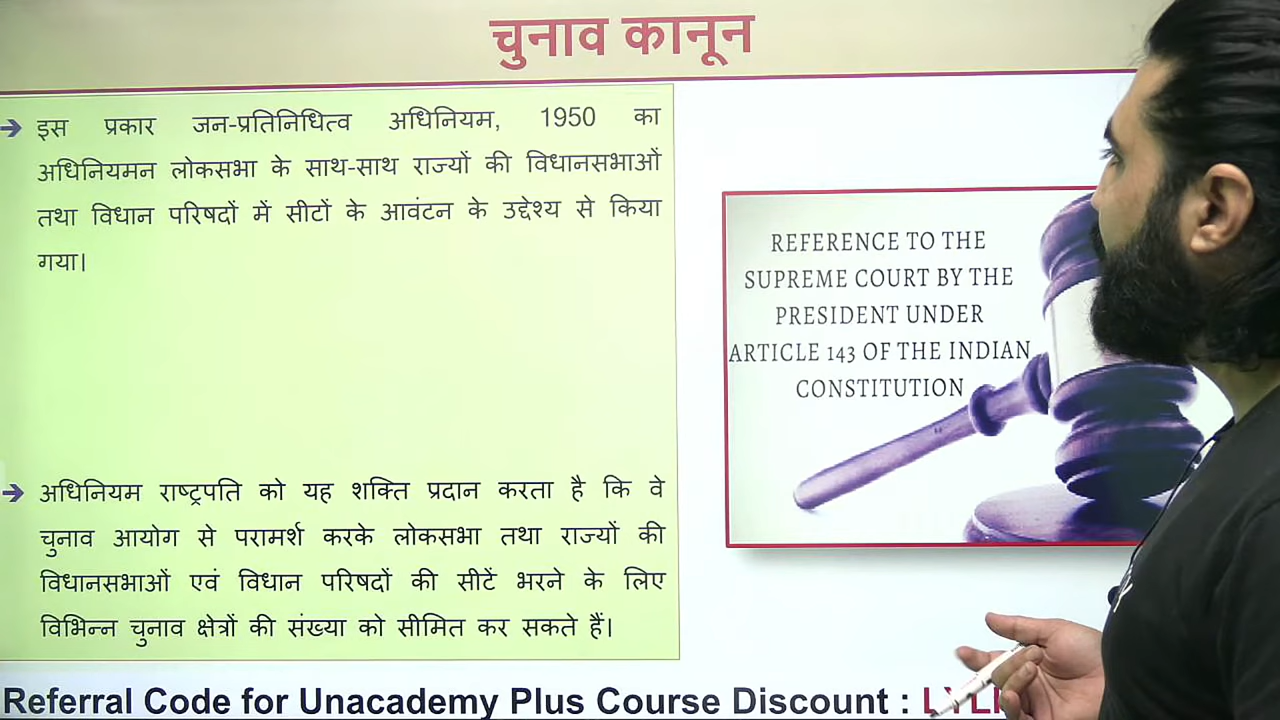 चुनाव कानून
→ इस प्रकार जन-प्रतिनिधित्व अधिनियम, 1950 का
अधिनियमन लोकसभा के साथ-साथ राज्यों की विधानसभाओं
तथा विधान परिषदों में सीटों के आवंटन के उद्देश्य से किया
गया।
→ अधिनियम राष्ट्रपति को यह शक्ति प्रदान करता है कि वे
चुनाव आयोग से परामर्श करके लोकसभा तथा राज्यों की
विधानसभाओं एवं विधान परिषदों की सीटें भरने के लिए
विभिन्न चुनाव क्षेत्रों की संख्या को सीमित कर सकते हैं।
REFERENCE TO THE
SUPREME COURT BY THE
PRESIDENT UNDER
ARTICLE 143 OF THE INDIAN
CONSTITUTION
Referral Code for Unacademy Plus Course Discount :